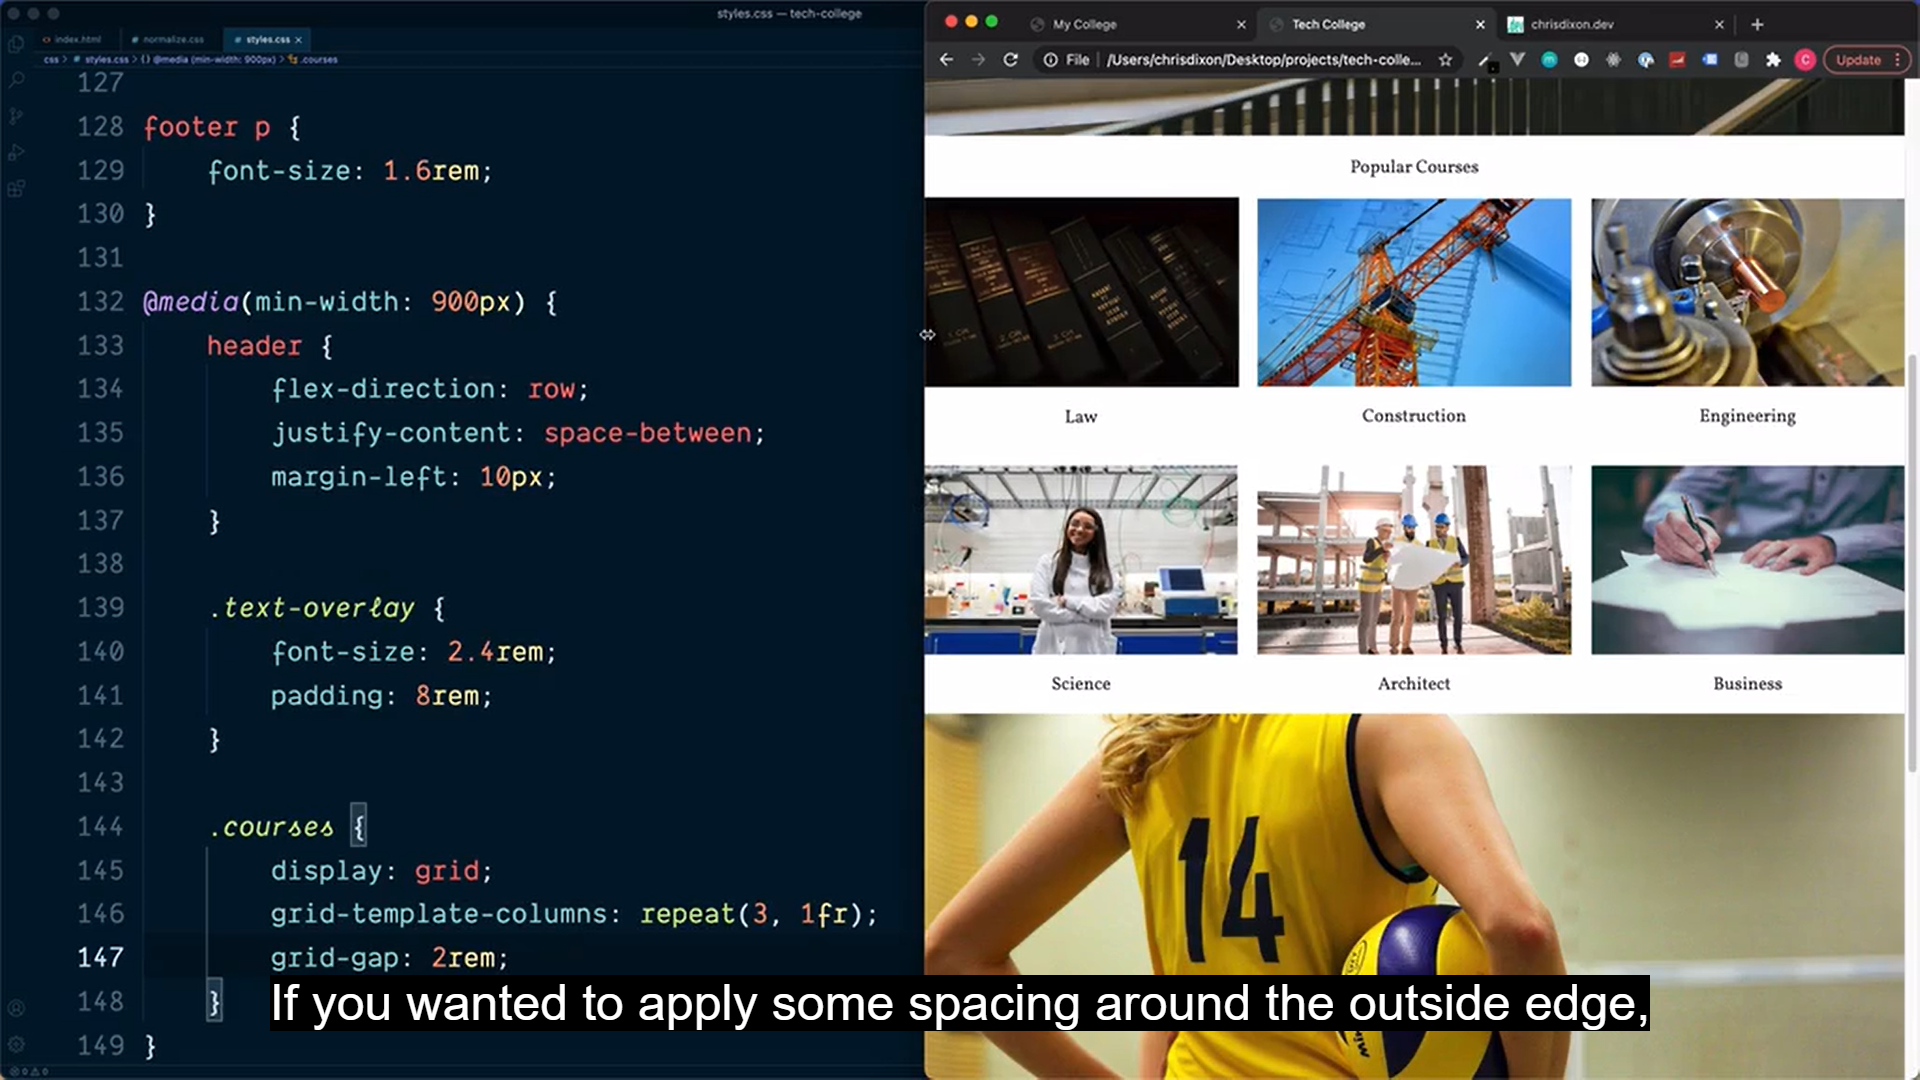 styles.css — tech-college
index.html
normalize.css
styles.css
css > styles.css > {} @media (min-width: 900px) > .courses
127
128 footer p {
129 font-size: 1.6rem;
130 }
131
132 @media(min-width: 900px) {
133 header {
134 flex-direction: row;
135 justify-content: space-between;
136 margin-left: 10px;
137 }
138
139 .text-overlay {
140 font-size: 2.4rem;
141 padding: 8rem;
142 }
143
144 .courses {
145 display: grid;
146 grid-template-columns: repeat(3, 1fr);
147 grid-gap: 2rem;
148 }
149 }
My College
Tech College
chrisdixon.dev
File /Users/chrisdixon/Desktop/projects/tech-colle...
C
Update
Popular Courses
Law
Construction
Engineering
Science
Architect
Business
14
If you wanted to apply some spacing around the outside edge,